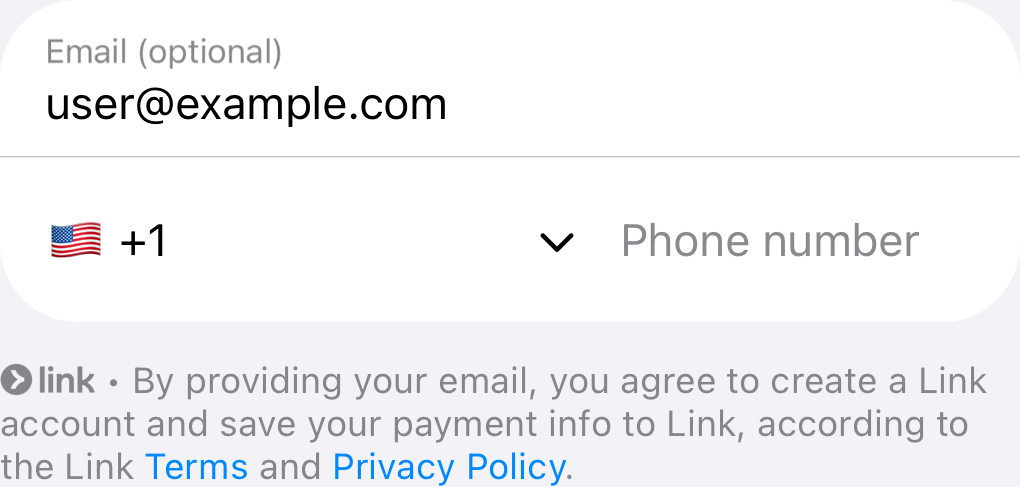 Email (optional)
user@example.com
+1
Phone number
link • By providing your email, you agree to create a Link
account and save your payment info to Link, according to
the Link Terms and Privacy Policy.